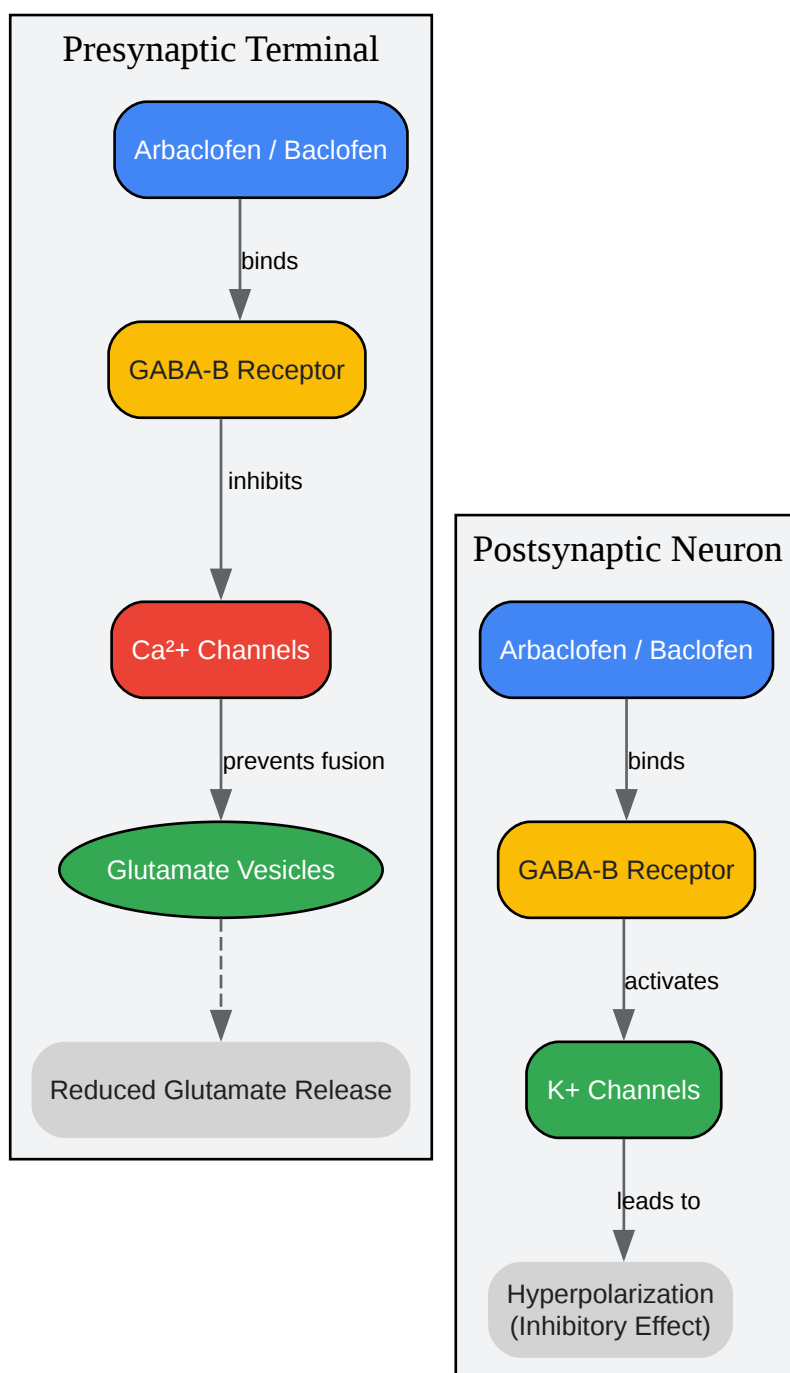 Presynaptic Terminal
Arbaclofen / Baclofen
binds
GABA-B Receptor
inhibits
Ca²+ Channels
prevents fusion
Glutamate Vesicles
Reduced Glutamate Release
Postsynaptic Neuron
Arbaclofen / Baclofen
binds
GABA-B Receptor
activates
K+ Channels
leads to
Hyperpolarization
(Inhibitory Effect)